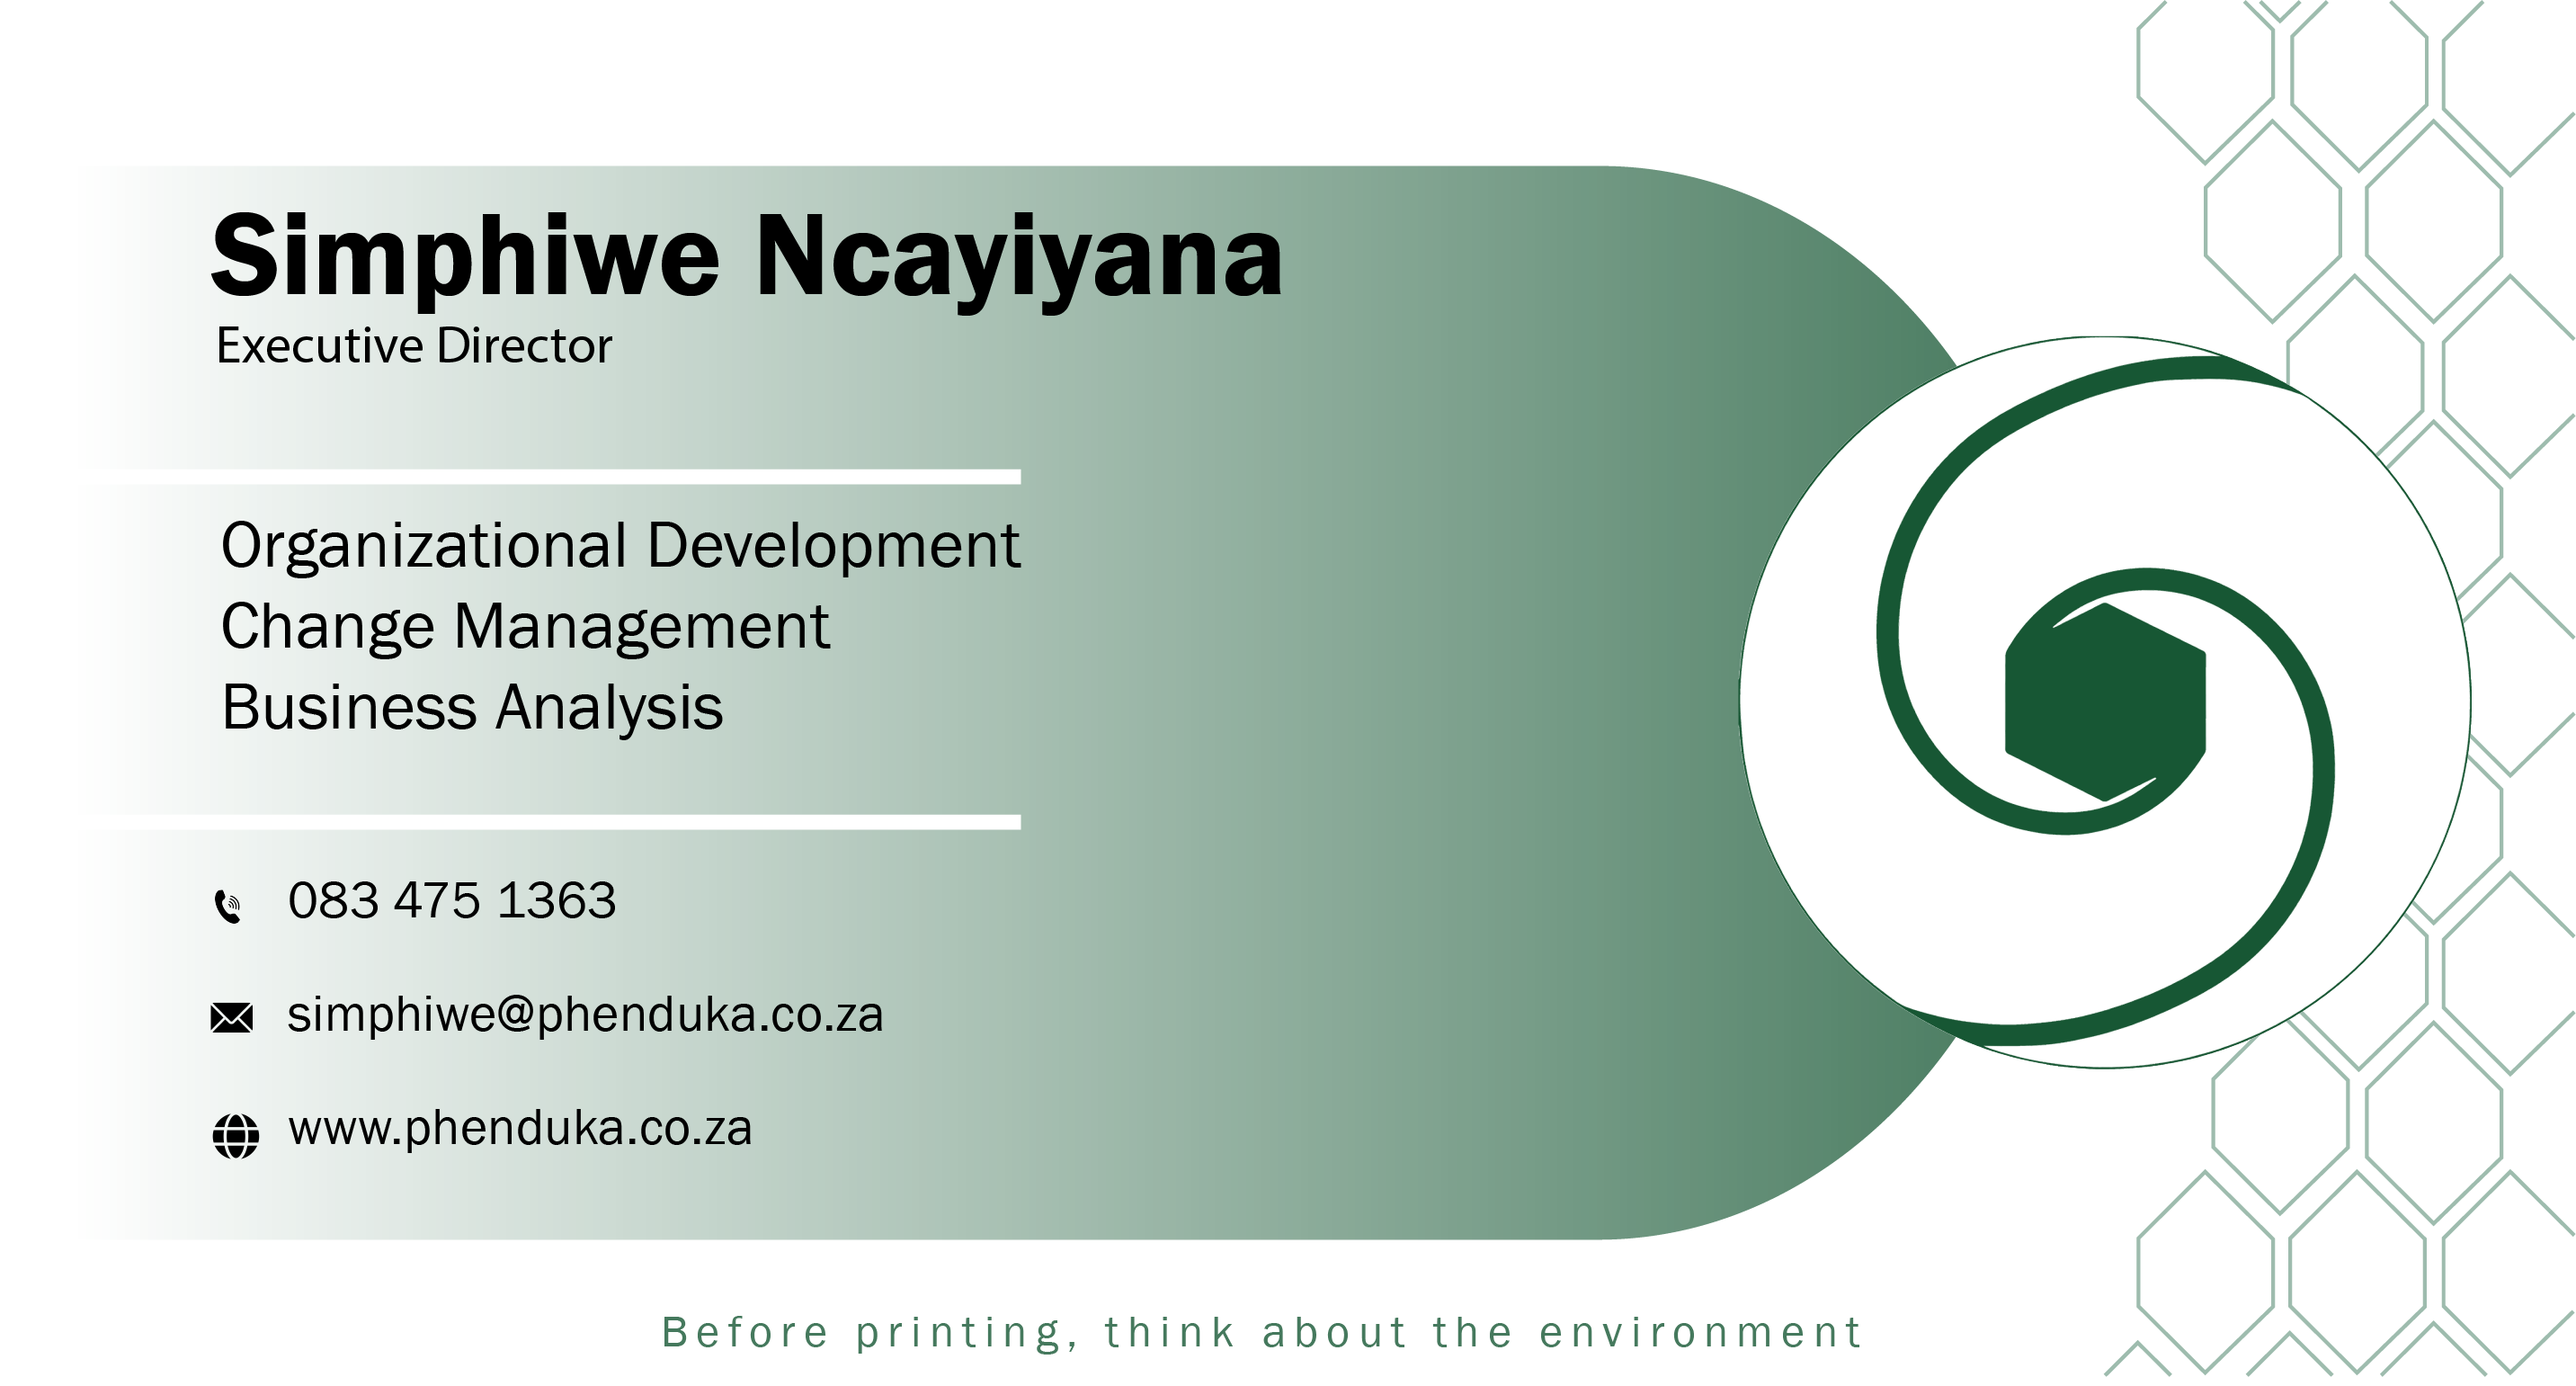 Simphiwe Ncayiyana
Executive Director
Organizational Development
Change Management
Business Analysis
083 475 1363
simphiwe@phenduka.co.za
www.phenduka.co.za
Before printing, think about the environment